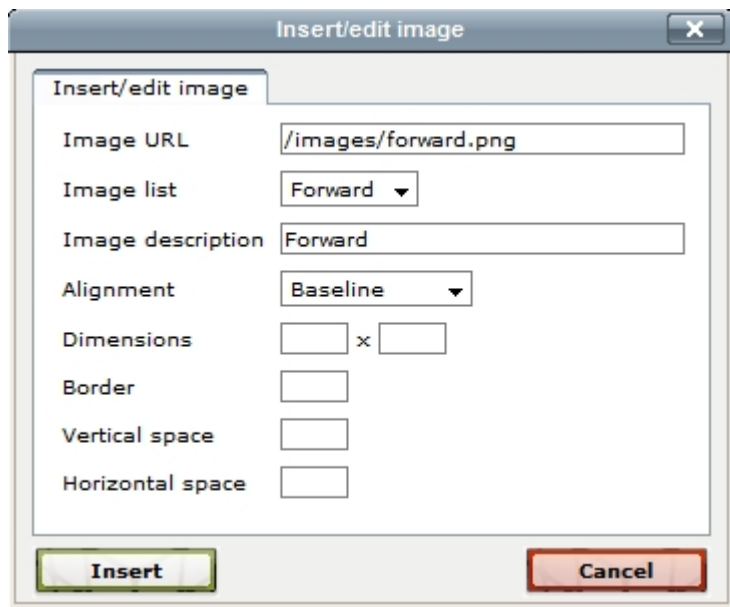 Insert/edit image
Insert/edit image
Image URL /images/forward.png
Image list Forward
Image description Forward
Alignment Baseline
Dimensions x
Border
Vertical space
Horizontal space
Insert Cancel